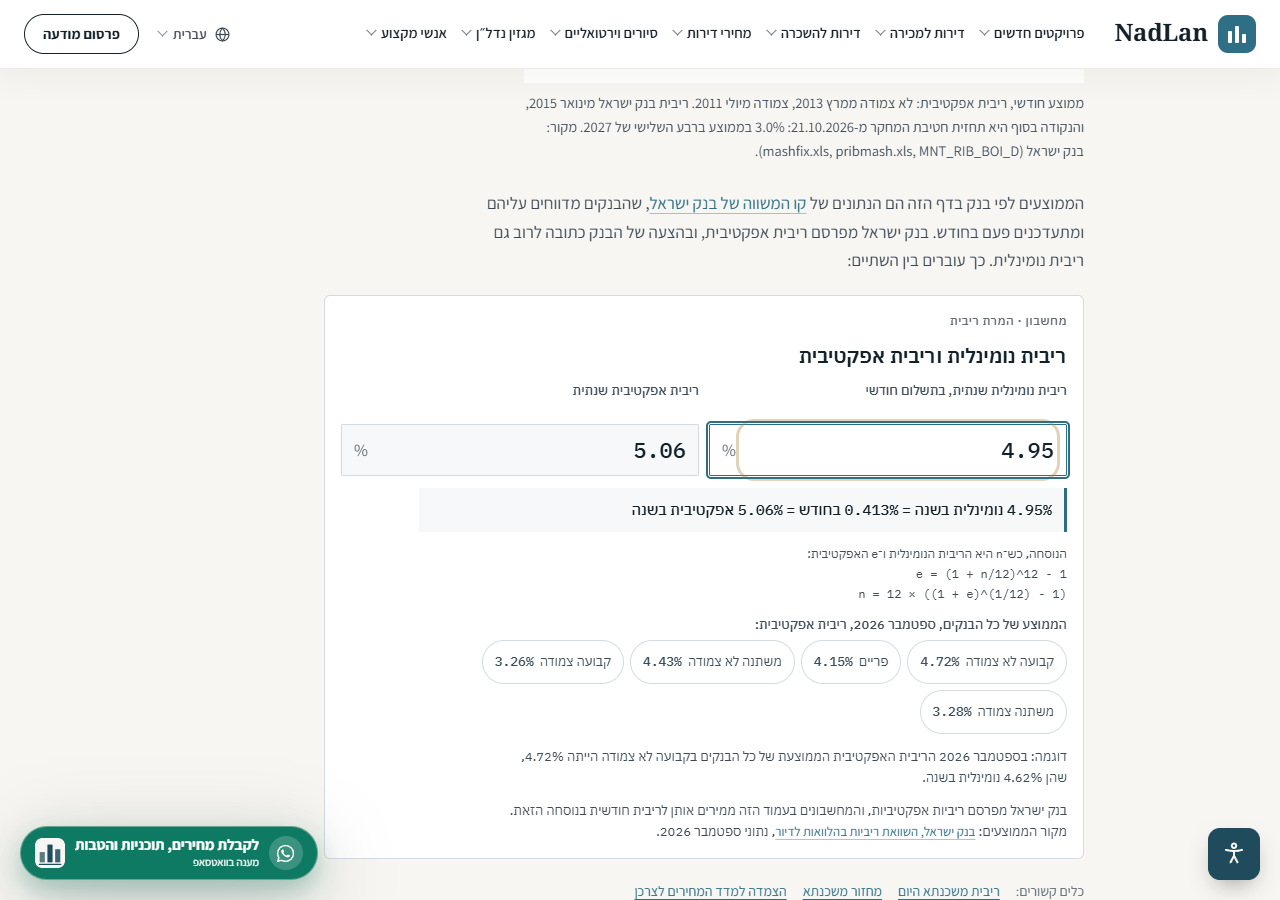 NadLan
פרויקטים חדשים
דירות למכירה
דירות להשכרה
מחירי דירות
סיורים וירטואליים
מגזין נדל״ן
אנשי מקצוע
עברית
פרסום מודעה
ממוצע חודשי, ריבית אפקטיבית: לא צמודה ממרץ 2013, צמודה מיולי 2011. ריבית בנק ישראל מינואר 2015,
והנקודה בסוף היא תחזית חטיבת המחקר מ-21.10.2026: 3.0% בממוצע ברבע השלישי של 2027. מקור:
בנק ישראל (mashfix.xls, pribmash.xls, MNT_RIB_BOI_D).
הממוצעים לפי בנק בדף הזה הם הנתונים של קו המשווה של בנק ישראל, שהבנקים מדווחים עליהם
ומתעדכנים פעם בחודש. בנק ישראל מפרסם ריבית אפקטיבית, ובהצעה של הבנק כתובה לרוב גם
ריבית נומינלית. כך עוברים בין השתיים:
מחשבון · המרת ריבית
ריבית נומינלית וריבית אפקטיבית
ריבית נומינלית שנתית, בתשלום חודשי
ריבית אפקטיבית שנתית
4.95 %
5.06 %
4.95% נומינלית בשנה = 0.413% בחודש = 5.06% אפקטיבית בשנה
הנוסחה, כש־n היא הריבית הנומינלית ו־e האפקטיבית:
e = (1 + n/12)^12 - 1
n = 12 × ((1 + e)^(1/12) - 1)
הממוצע של כל הבנקים, ספטמבר 2026, ריבית אפקטיבית:
קבועה לא צמודה 4.72%
פריים 4.15%
משתנה לא צמודה 4.43%
קבועה צמודה 3.26%
משתנה צמודה 3.28%
דוגמה: בספטמבר 2026 הריבית האפקטיבית הממוצעת של כל הבנקים בקבועה לא צמודה הייתה 4.72%,
שהן 4.62% נומינלית בשנה.
בנק ישראל מפרסם ריביות אפקטיביות, והמחשבונים בעמוד הזה ממירים אותן לריבית חודשית בנוסחה הזאת.
מקור הממוצעים: בנק ישראל, השוואת ריביות בהלוואות לדיור, נתוני ספטמבר 2026.
לקבלת מחירים, תוכניות והטבות
מענה בוואטסאפ
כלים קשורים: ריבית משכנתא היום מחזור משכנתא הצמדה למדד המחירים לצרכן